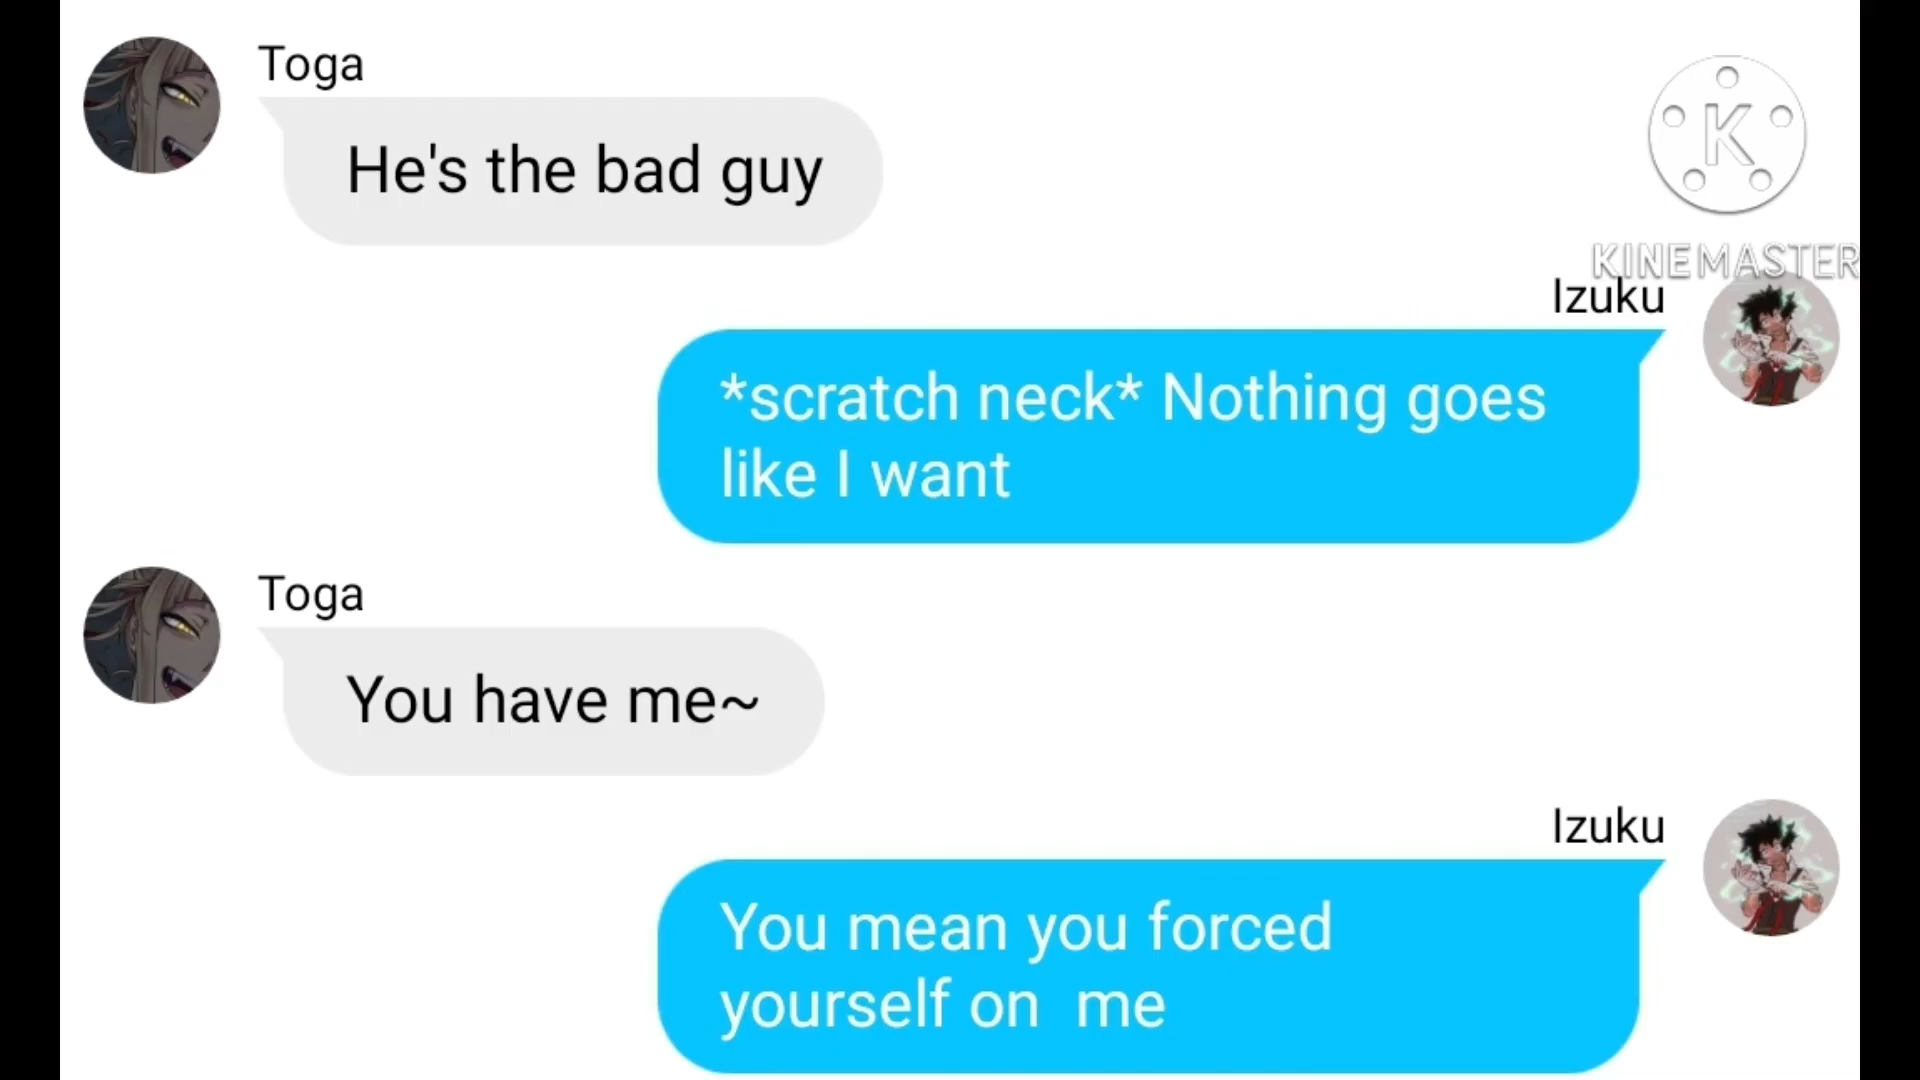 Toga
He's the bad guy
K
KINEMASTER
Izuku
*scratch neck* Nothing goes
like I want
Toga
You have me~
Izuku
You mean you forced
yourself on  me